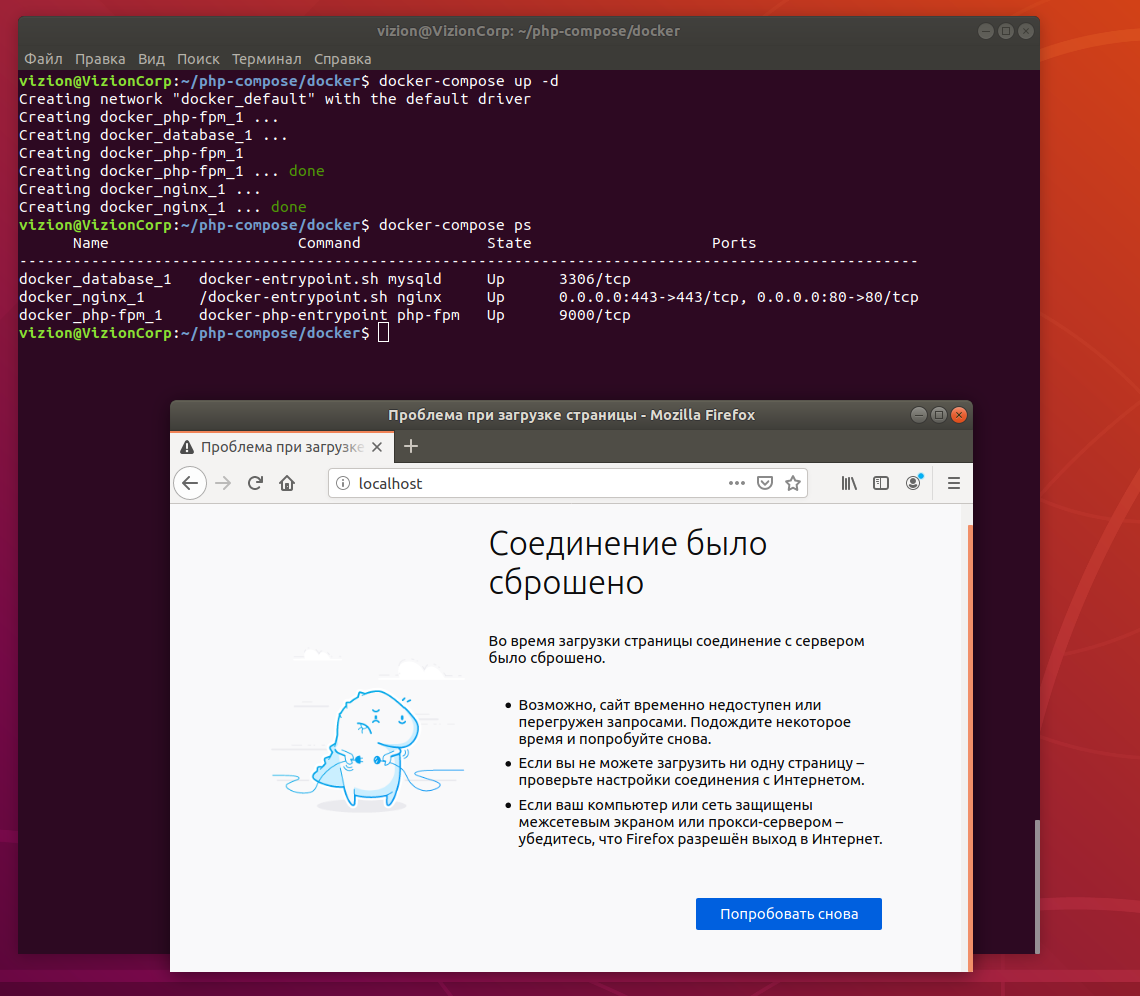 vizion@VizionCorp: ~/php-compose/docker
Файл Правка Вид Поиск Терминал Справка
vizion@VizionCorp:~/php-compose/docker$ docker-compose up -d
Creating network "docker_default" with the default driver
Creating docker_php-fpm_1 ...
Creating docker_database_1 ...
Creating docker_php-fpm_1
Creating docker_php-fpm_1 ... done
Creating docker_nginx_1 ...
Creating docker_nginx_1 ... done
vizion@VizionCorp:~/php-compose/docker$ docker-compose ps
Name Command State Ports
----------------------------------------------------------------------------------------------------
docker_database_1 docker-entrypoint.sh mysqld Up 3306/tcp
docker_nginx_1 /docker-entrypoint.sh nginx Up 0.0.0.0:443->443/tcp, 0.0.0.0:80->80/tcp
docker_php-fpm_1 docker-php-entrypoint php-fpm Up 9000/tcp
vizion@VizionCorp:~/php-compose/docker$
Проблема при загрузке страницы - Mozilla Firefox
Проблема при загрузке
localhost
Соединение было
сброшено
Во время загрузки страницы соединение с сервером
было сброшено.
• Возможно, сайт временно недоступен или
перегружен запросами. Подождите некоторое
время и попробуйте снова.
• Если вы не можете загрузить ни одну страницу –
проверьте настройки соединения с Интернетом.
• Если ваш компьютер или сеть защищены
межсетевым экраном или прокси-сервером –
убедитесь, что Firefox разрешён выход в Интернет.
Попробовать снова